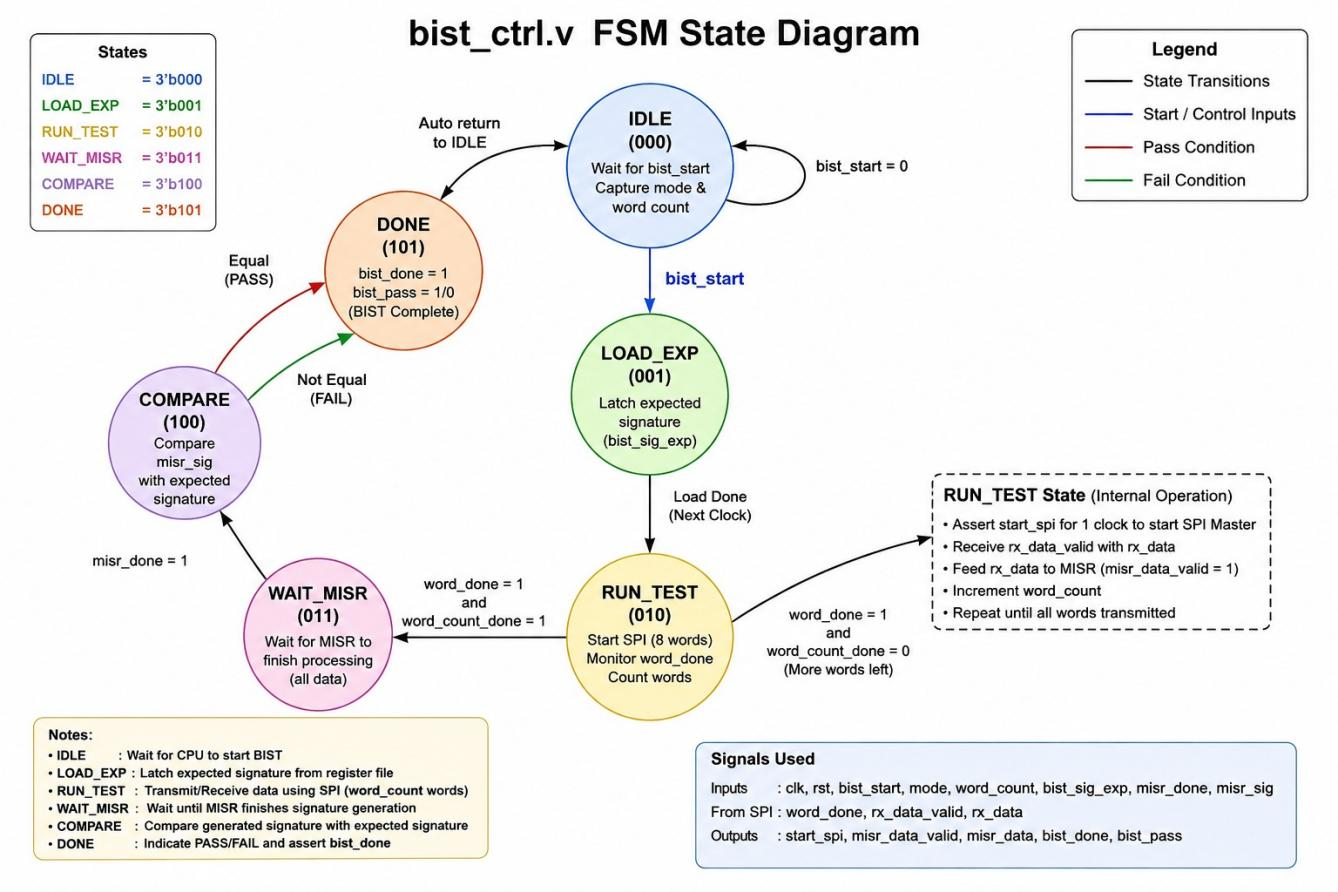 bist_ctrl.v FSM State Diagram
States
IDLE = 3'b000
LOAD_EXP = 3'b001
RUN_TEST = 3'b010
WAIT_MISR = 3'b011
COMPARE = 3'b100
DONE = 3'b101
Legend
State Transitions
Start / Control Inputs
Pass Condition
Fail Condition
IDLE
(000)
Wait for bist_start
Capture mode &
word count
bist_start = 0
Auto return
to IDLE
DONE
(101)
bist_done = 1
bist_pass = 1/0
(BIST Complete)
bist_start
Equal
(PASS)
Not Equal
(FAIL)
LOAD_EXP
(001)
Latch expected
signature
(bist_sig_exp)
COMPARE
(100)
Compare
misr_sig
with expected
signature
Load Done
(Next Clock)
misr_done = 1
WAIT_MISR
(011)
Wait for MISR to
finish processing
(all data)
word_done = 1
and
word_count_done = 1
RUN_TEST
(010)
Start SPI (8 words)
Monitor word_done
Count words
word_done = 1
and
word_count_done = 0
(More words left)
RUN_TEST State (Internal Operation)
• Assert start_spi for 1 clock to start SPI Master
• Receive rx_data_valid with rx_data
• Feed rx_data to MISR (misr_data_valid = 1)
• Increment word_count
• Repeat until all words transmitted
Notes:
• IDLE : Wait for CPU to start BIST
• LOAD_EXP : Latch expected signature from register file
• RUN_TEST : Transmit/Receive data using SPI (word_count words)
• WAIT_MISR : Wait until MISR finishes signature generation
• COMPARE : Compare generated signature with expected signature
• DONE : Indicate PASS/FAIL and assert bist_done
Signals Used
Inputs : clk, rst, bist_start, mode, word_count, bist_sig_exp, misr_done, misr_sig
From SPI : word_done, rx_data_valid, rx_data
Outputs : start_spi, misr_data_valid, misr_data, bist_done, bist_pass